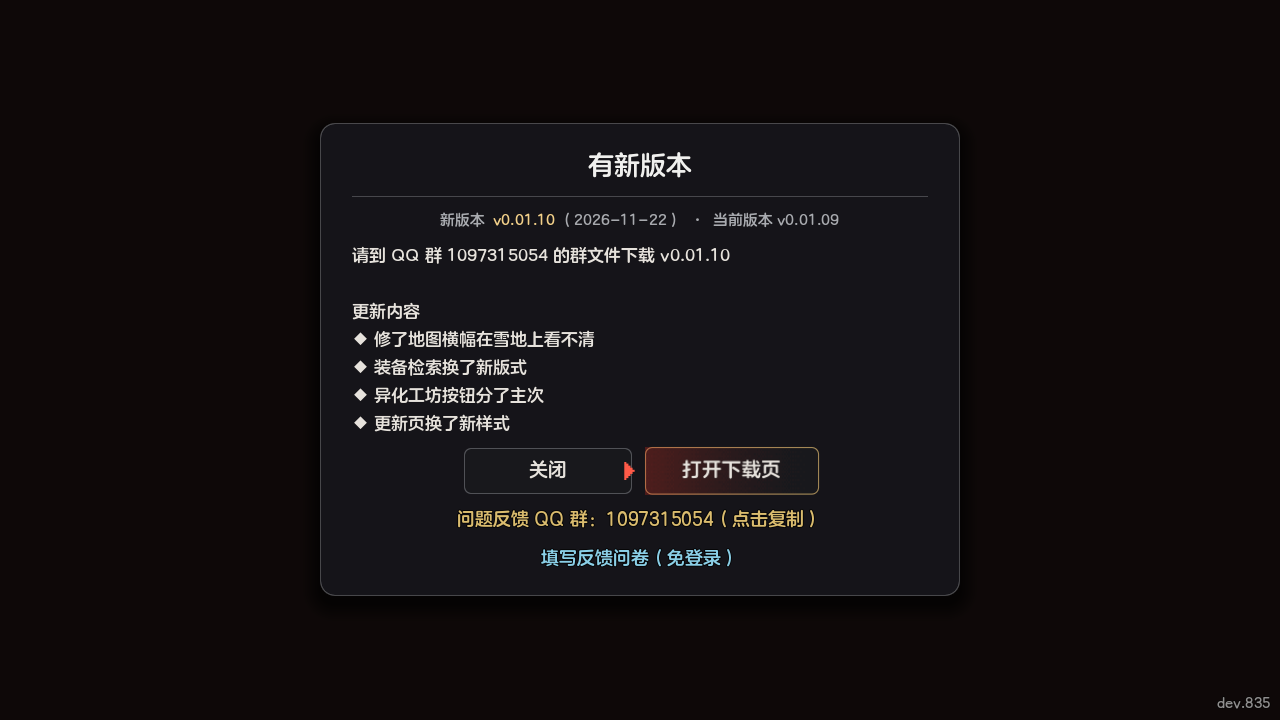 有新版本
新版本 v0.01.10（2026-11-22） · 当前版本 v0.01.09
请到 QQ 群 1097315054 的群文件下载 v0.01.10
更新内容
◆ 修了地图横幅在雪地上看不清
◆ 装备检索换了新版式
◆ 异化工坊按钮分了主次
◆ 更新页换了新样式
关闭 打开下载页
问题反馈 QQ 群：1097315054（点击复制）
填写反馈问卷（免登录）
dev.835